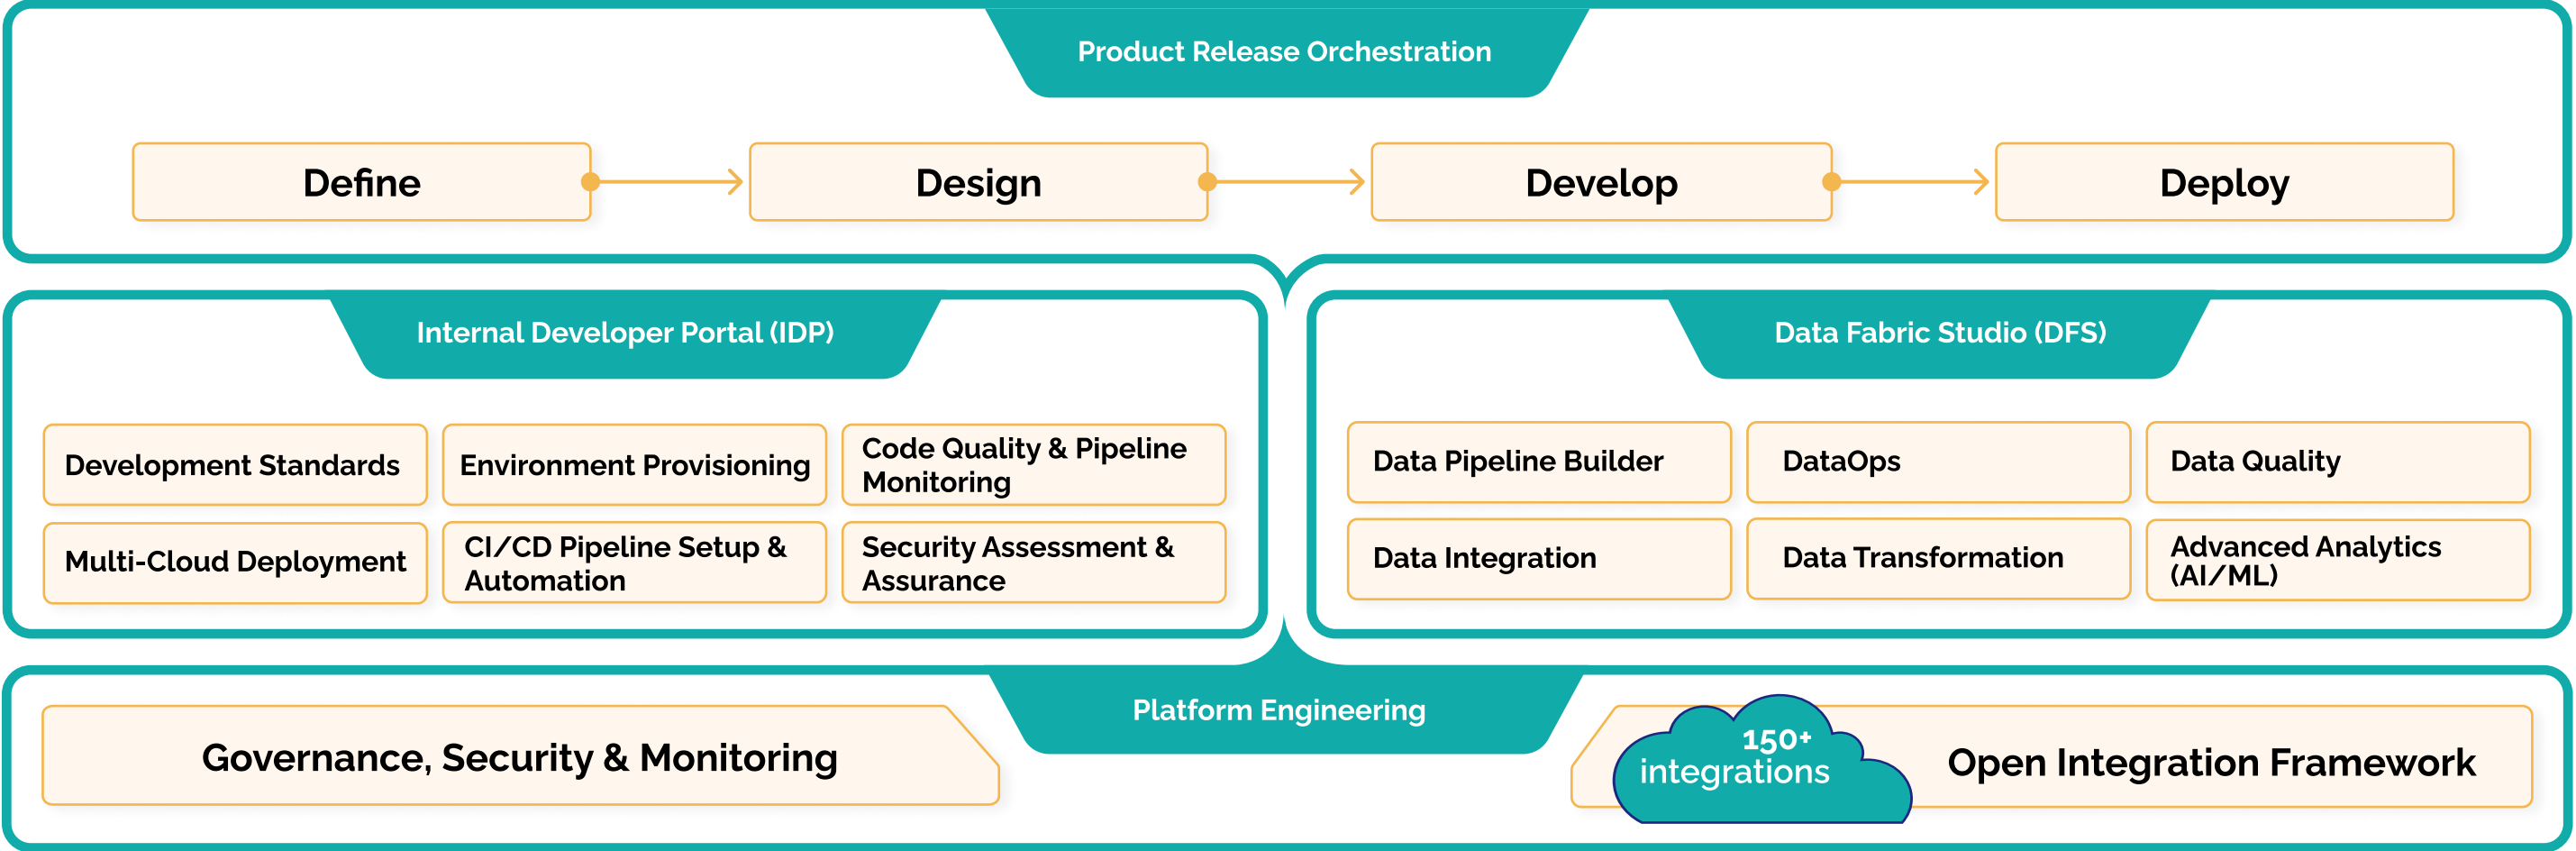 Product Release Orchestration
Define
Design
Develop
Deploy
Internal Developer Portal (IDP)
Development Standards
Environment Provisioning
Code Quality & Pipeline
Monitoring
Multi-Cloud Deployment
CI/CD Pipeline Setup &
Automation
Security Assessment &
Assurance
Data Fabric Studio (DFS)
Data Pipeline Builder
DataOps
Data Quality
Data Integration
Data Transformation
Advanced Analytics
(AI/ML)
Platform Engineering
Governance, Security & Monitoring
150+
integrations
Open Integration Framework